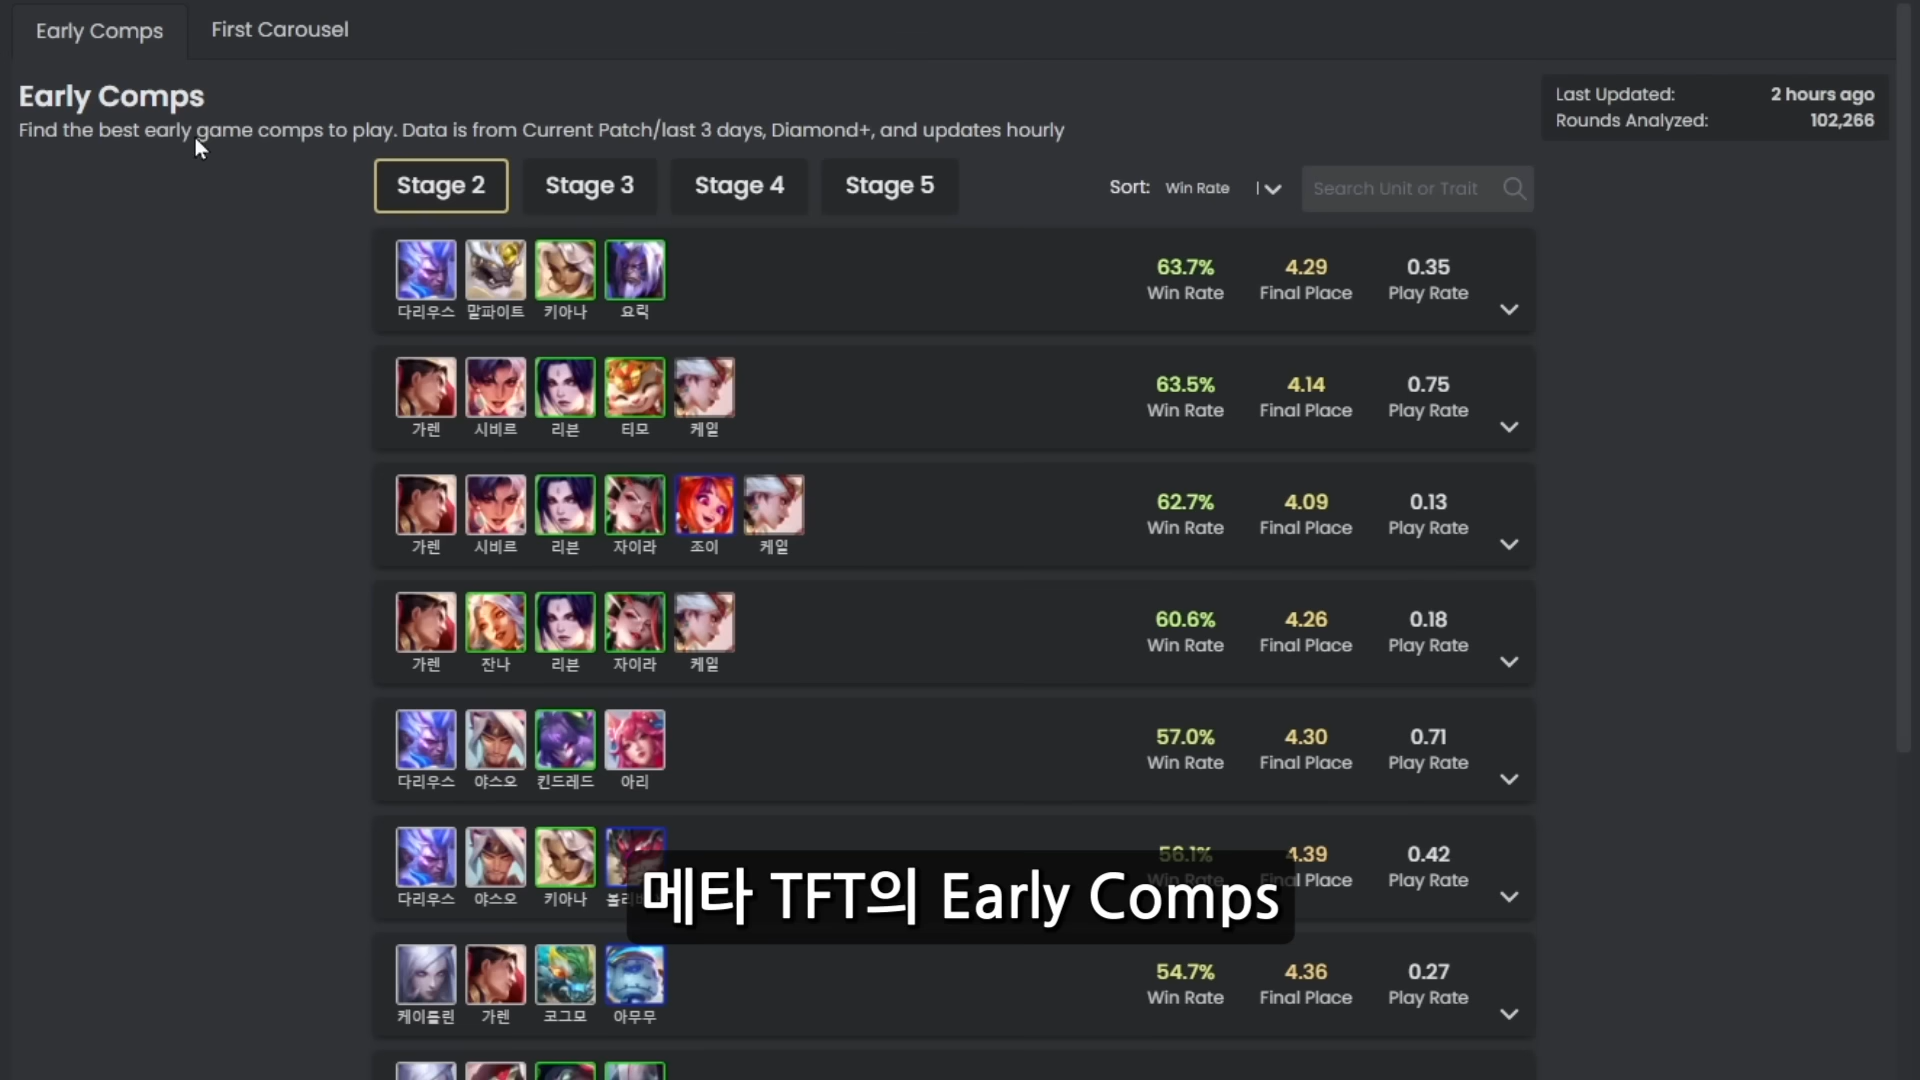 Early Comps
First Carousel
Early Comps
Find the best early game comps to play. Data is from Current Patch/last 3 days, Diamond+, and updates hourly
Last Updated: 2 hours ago
Rounds Analyzed: 102,266
Stage 2
Stage 3
Stage 4
Stage 5
Sort: Win Rate
Search Unit or Trait
다리우스 말파이트 키아나 요릭
63.7% 4.29 0.35
Win Rate Final Place Play Rate
가렌 시비르 리븐 티모 케일
63.5% 4.14 0.75
Win Rate Final Place Play Rate
가렌 시비르 리븐 자이라 조이 케일
62.7% 4.09 0.13
Win Rate Final Place Play Rate
가렌 잔나 리븐 자이라 케일
60.6% 4.26 0.18
Win Rate Final Place Play Rate
다리우스 야스오 킨드레드 아리
57.0% 4.30 0.71
Win Rate Final Place Play Rate
다리우스 야스오 키아나
56.1% 4.39 0.42
Win Rate Final Place Play Rate
메타 TFT의 Early Comps
케이틀린 가렌 코그모 아무무
54.7% 4.36 0.27
Win Rate Final Place Play Rate